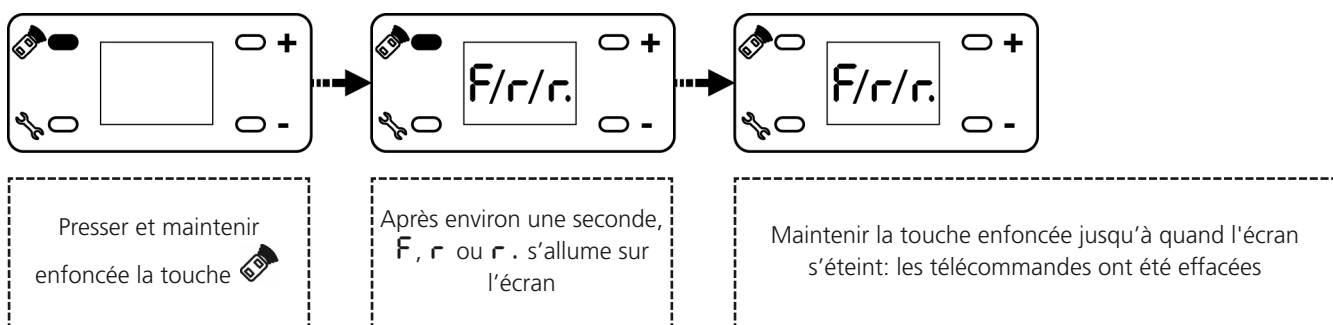 +
-
F/r/r.
+
-
F/r/r.
+
-
Presser et maintenir
enfoncée la touche
Après environ une seconde,
F, r ou r. s’allume sur
l’écran
Maintenir la touche enfoncée jusqu’à quand l'écran
s’éteint: les télécommandes ont été effacées